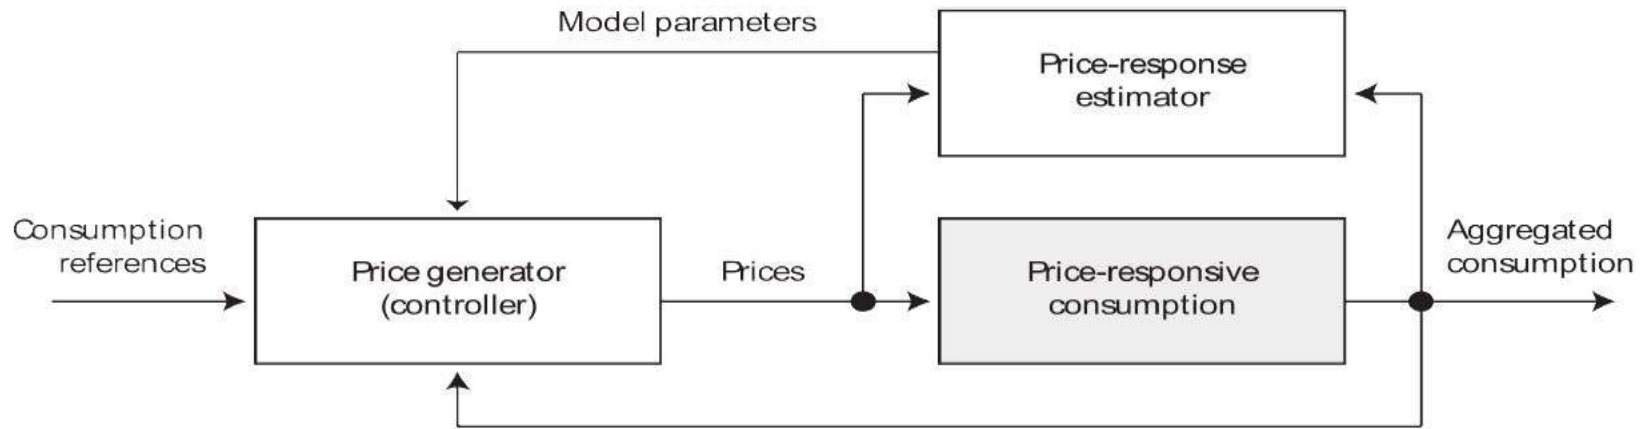 Model parameters
Price-response
estimator
Consumption
references
Price generator
(controller)
Prices
Price-responsive
consumption
Aggregated
consumption